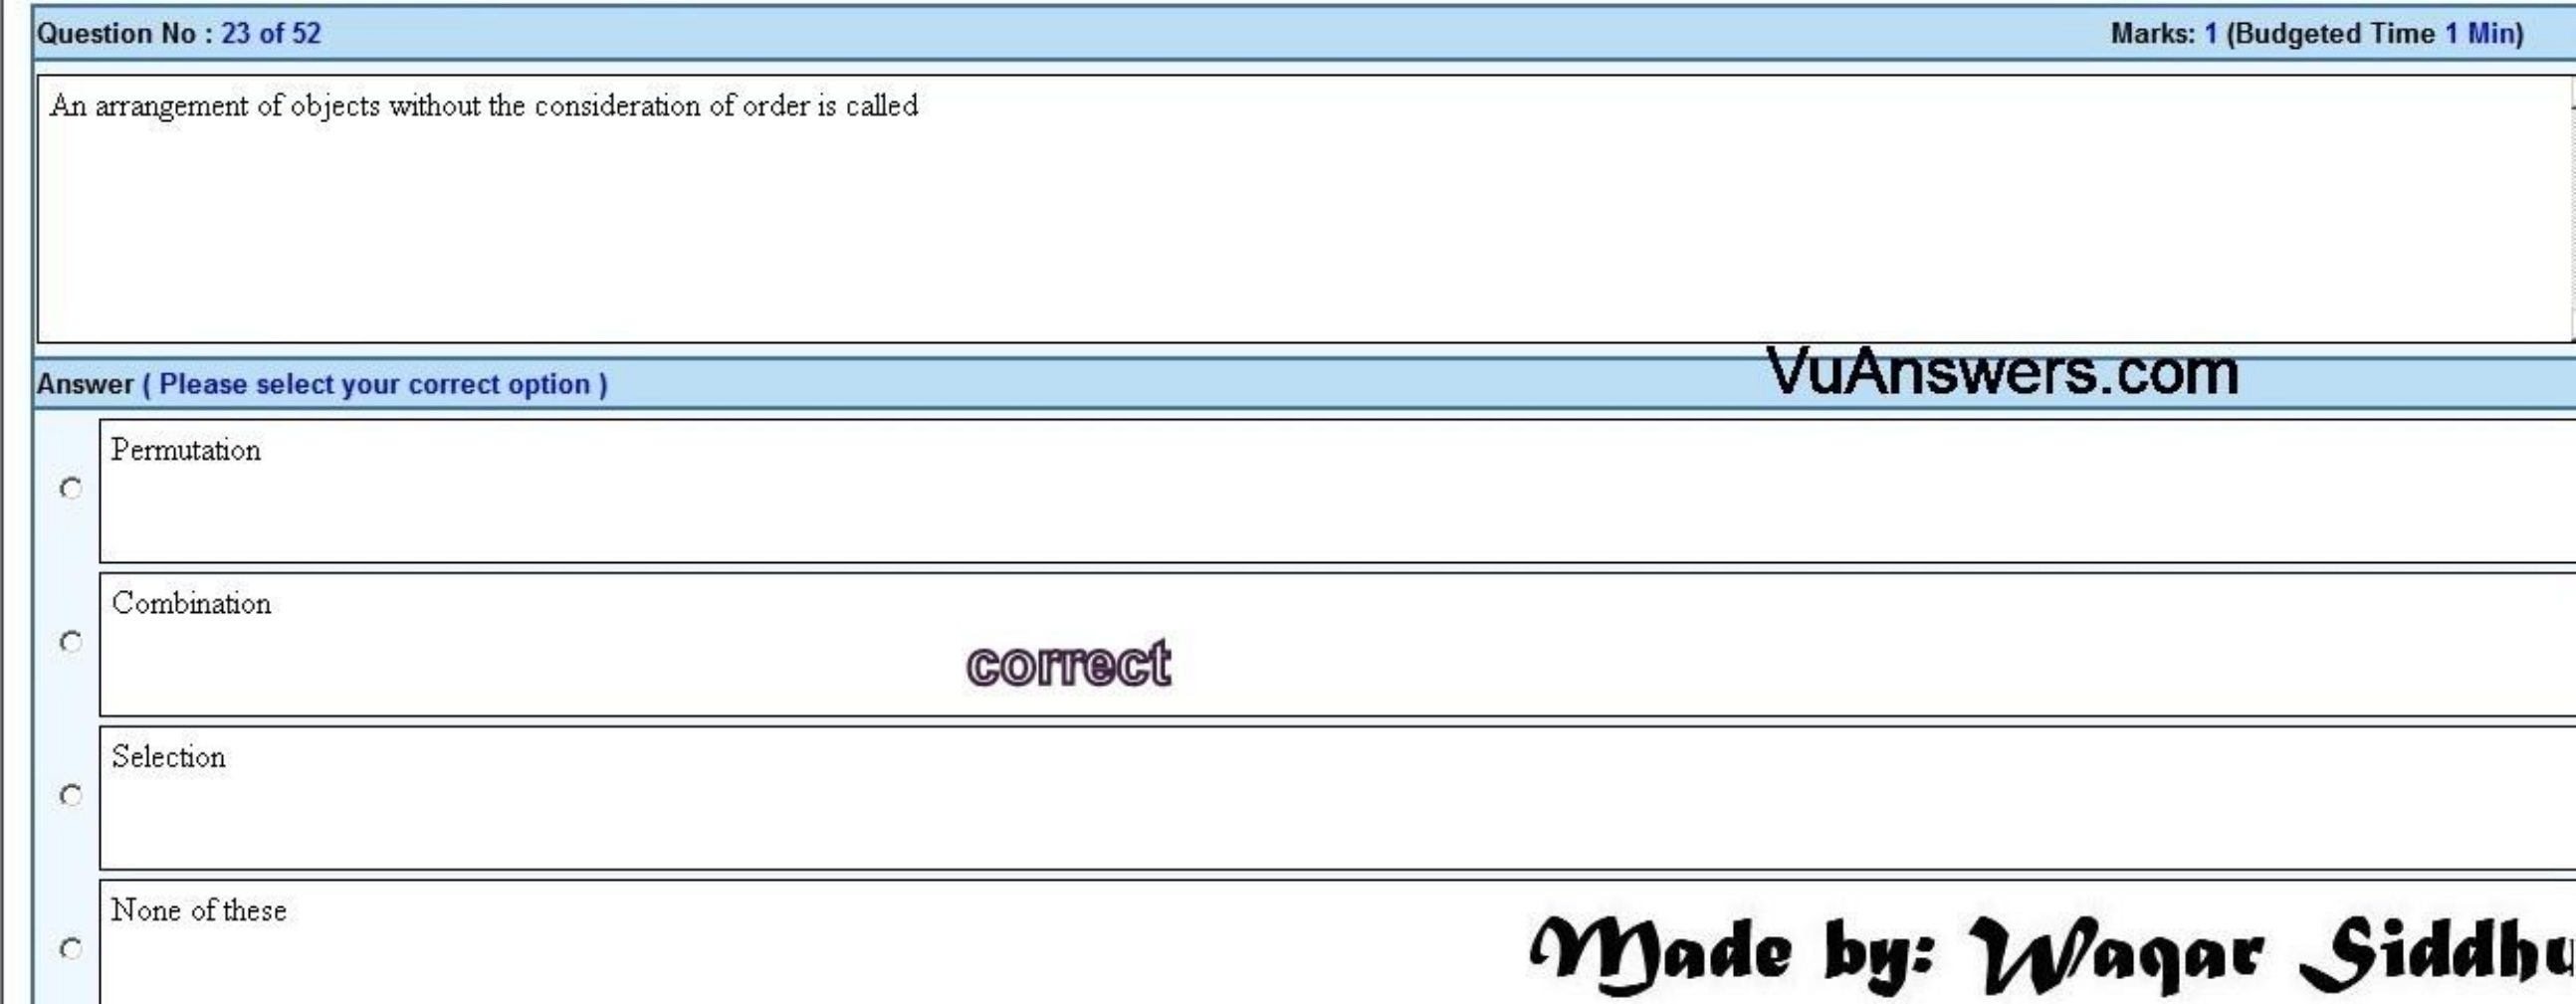 Question No : 23 of 52 Marks: 1 (Budgeted Time 1 Min)
An arrangement of objects without the consideration of order is called
VuAnswers.com
Answer ( Please select your correct option )
Permutation
Combination
correct
Selection
None of these
Made by: Waqar Siddhu